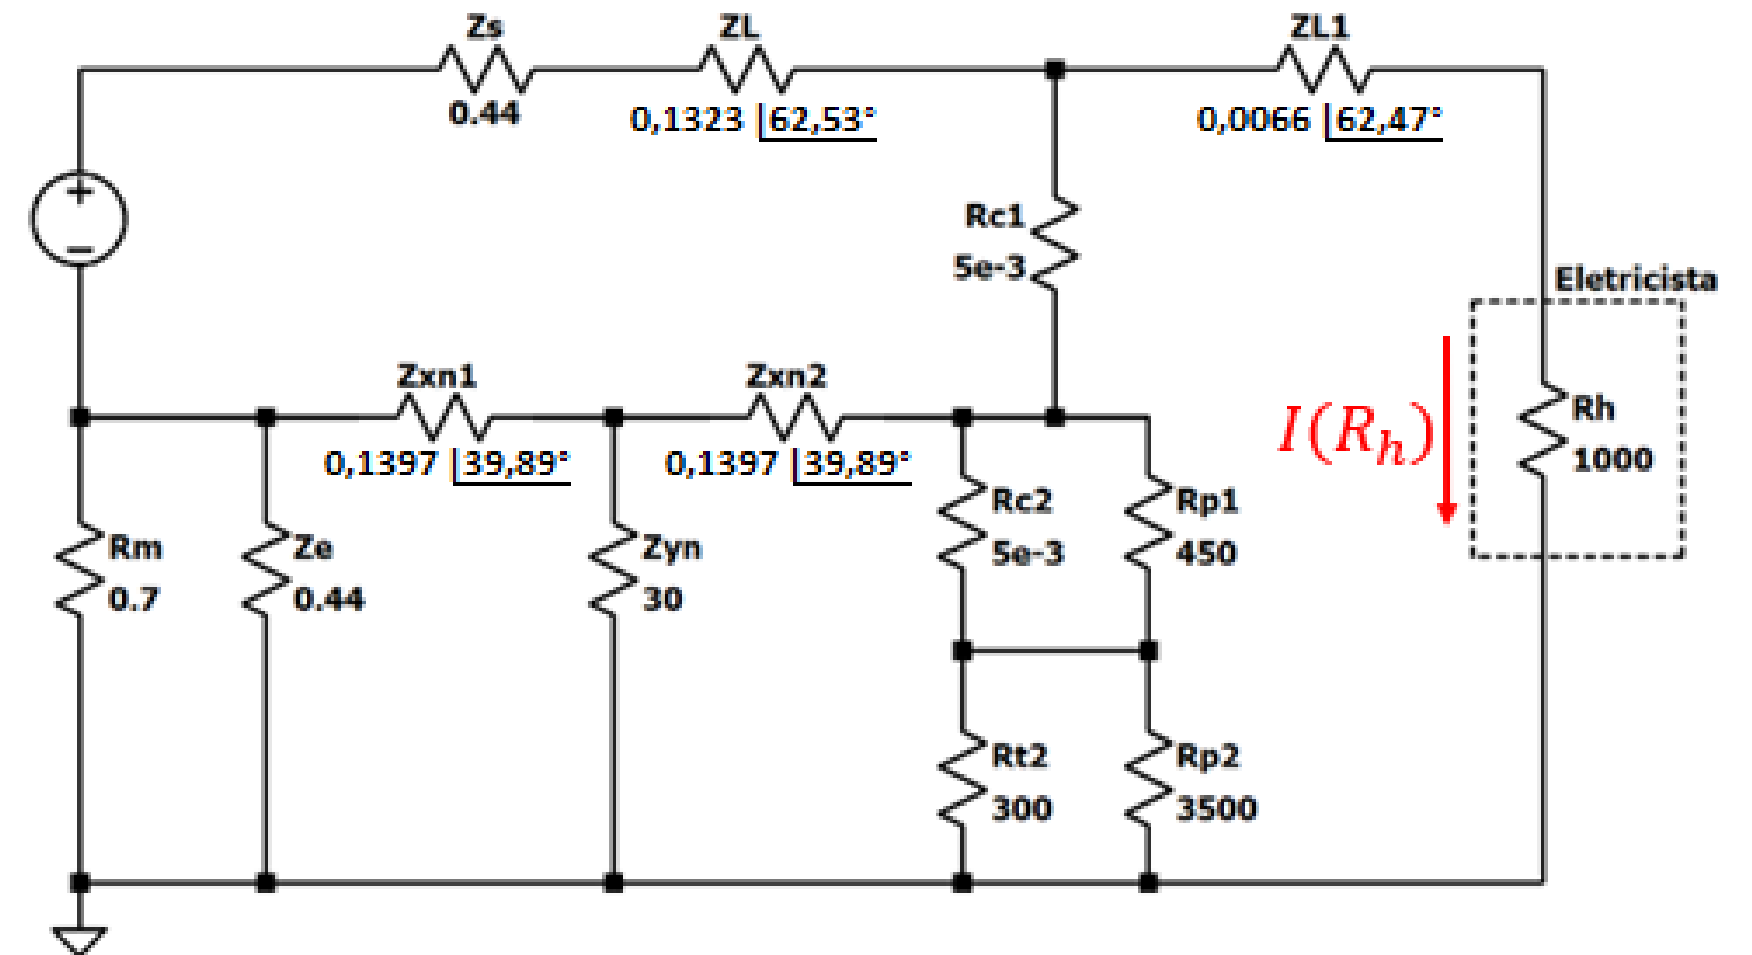 Zs
0.44
ZL
0,1323 62,53°
ZL1
0,0066 62,47°
+
−
Rc1
5e-3
Eletricista
Rh
1000
I(Rh)
Zxn1
0,1397 39,89°
Zxn2
0,1397 39,89°
Rm
0.7
Ze
0.44
Zyn
30
Rc2
5e-3
Rp1
450
Rt2
300
Rp2
3500